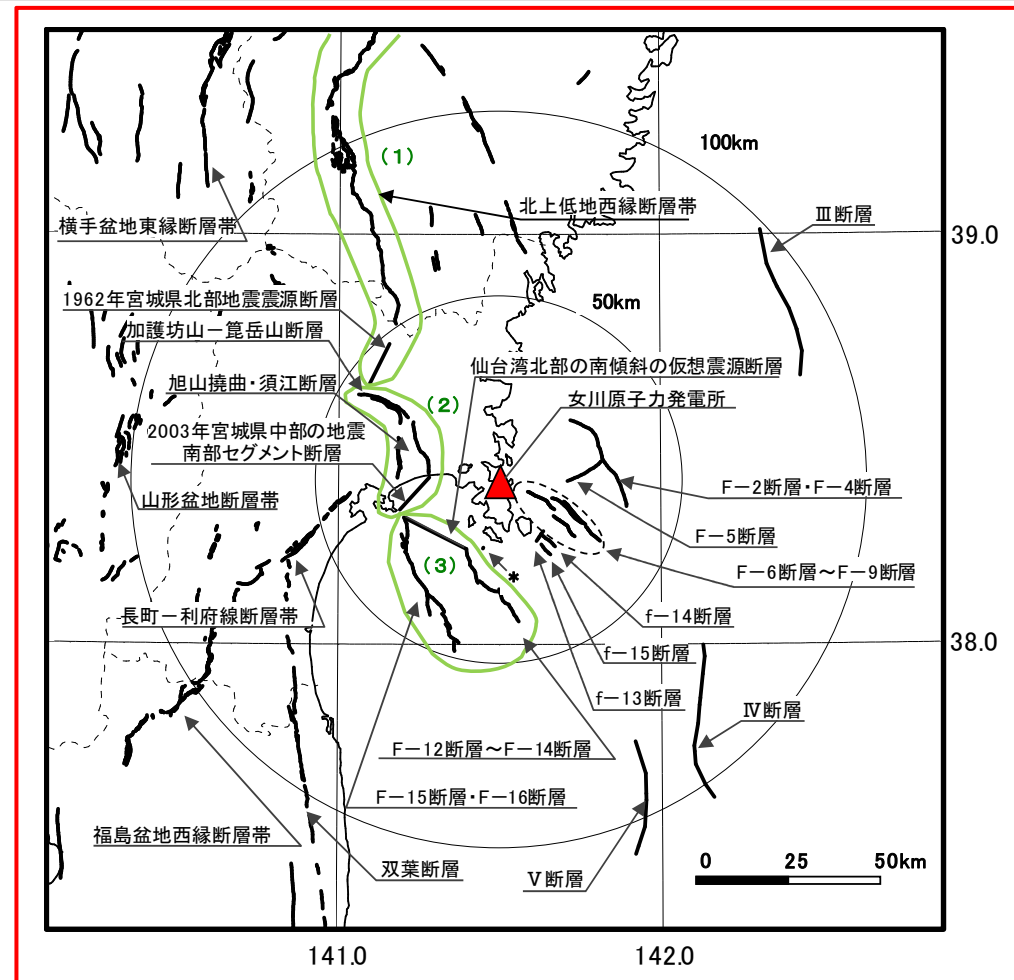 100km
(1)
北上低地西縁断層帯
横手盆地東縁断層帯
Ⅲ断層
39.0
1962年宮城県北部地震震源断層
50km
加護坊山－箟岳山断層
仙台湾北部の南傾斜の仮想震源断層
旭山撓曲・須江断層
(2)
女川原子力発電所
2003年宮城県中部の地震
南部セグメント断層
山形盆地断層帯
F－2断層・F－4断層
F－5断層
(3)
*
F－6断層～F－9断層
長町－利府線断層帯
f－14断層
f－15断層
38.0
f－13断層
Ⅳ断層
F－12断層～F－14断層
F－15断層・F－16断層
福島盆地西縁断層帯
双葉断層
Ⅴ断層
0 25 50km
141.0 142.0